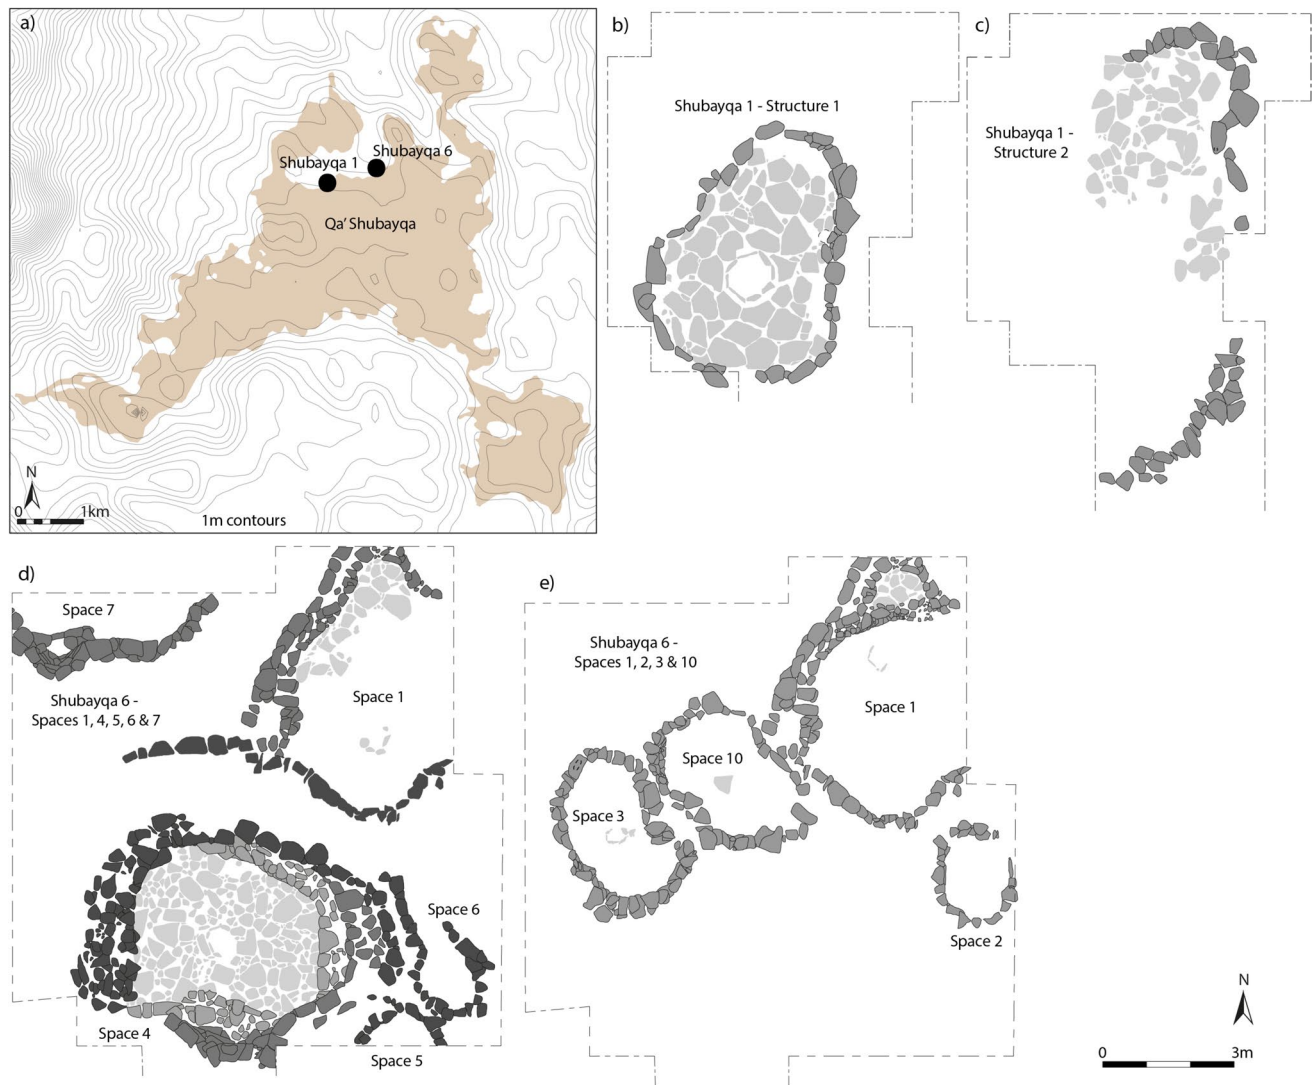 a)
Shubayqa 1
Shubayqa 6
Qa' Shubayqa
N
0
1km
1m contours
b)
Shubayqa 1 - Structure 1
c)
Shubayqa 1 -
Structure 2
d)
Space 7
Shubayqa 6 -
Spaces 1, 4, 5, 6 & 7
Space 1
Space 6
Space 4
Space 5
e)
Shubayqa 6 -
Spaces 1, 2, 3 & 10
Space 1
Space 10
Space 3
Space 2
N
0
3m